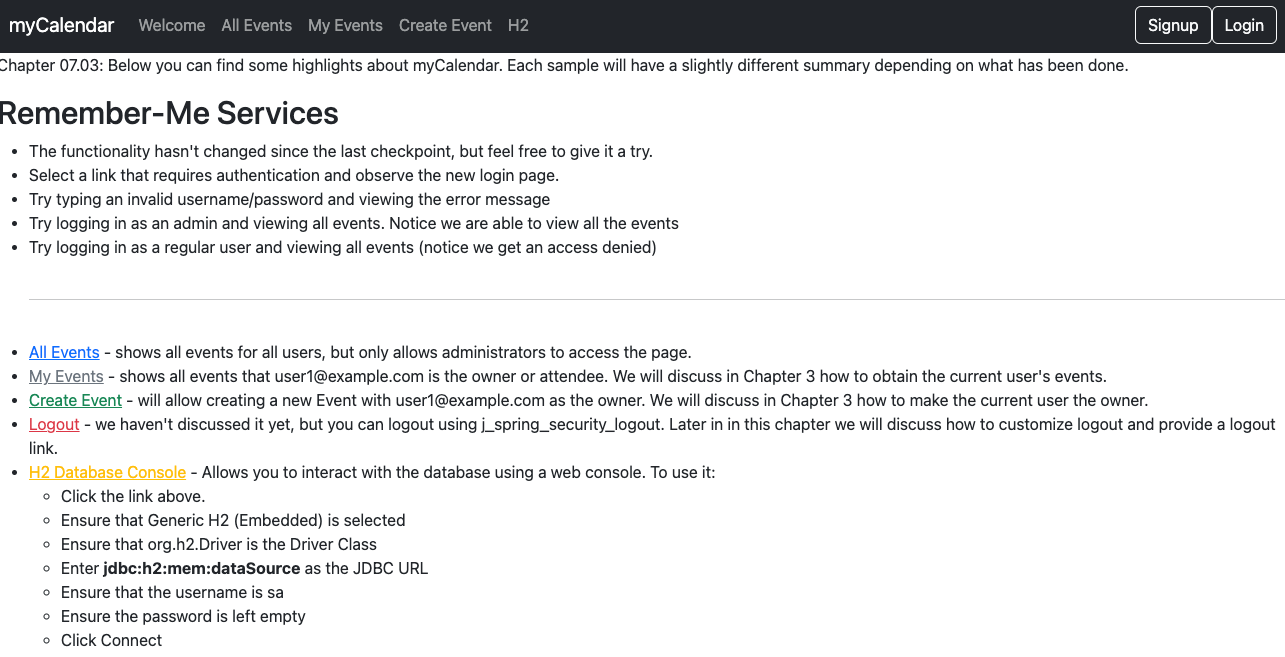 myCalendar Welcome All Events My Events Create Event H2 Signup Login
Chapter 07.03: Below you can find some highlights about myCalendar. Each sample will have a slightly different summary depending on what has been done.
Remember-Me Services
• The functionality hasn't changed since the last checkpoint, but feel free to give it a try.
• Select a link that requires authentication and observe the new login page.
• Try typing an invalid username/password and viewing the error message
• Try logging in as an admin and viewing all events. Notice we are able to view all the events
• Try logging in as a regular user and viewing all events (notice we get an access denied)
• All Events - shows all events for all users, but only allows administrators to access the page.
• My Events - shows all events that user1@example.com is the owner or attendee. We will discuss in Chapter 3 how to obtain the current user's events.
• Create Event - will allow creating a new Event with user1@example.com as the owner. We will discuss in Chapter 3 how to make the current user the owner.
• Logout - we haven't discussed it yet, but you can logout using j_spring_security_logout. Later in in this chapter we will discuss how to customize logout and provide a logout
link.
• H2 Database Console - Allows you to interact with the database using a web console. To use it:
◦ Click the link above.
◦ Ensure that Generic H2 (Embedded) is selected
◦ Ensure that org.h2.Driver is the Driver Class
◦ Enter jdbc:h2:mem:dataSource as the JDBC URL
◦ Ensure that the username is sa
◦ Ensure the password is left empty
◦ Click Connect